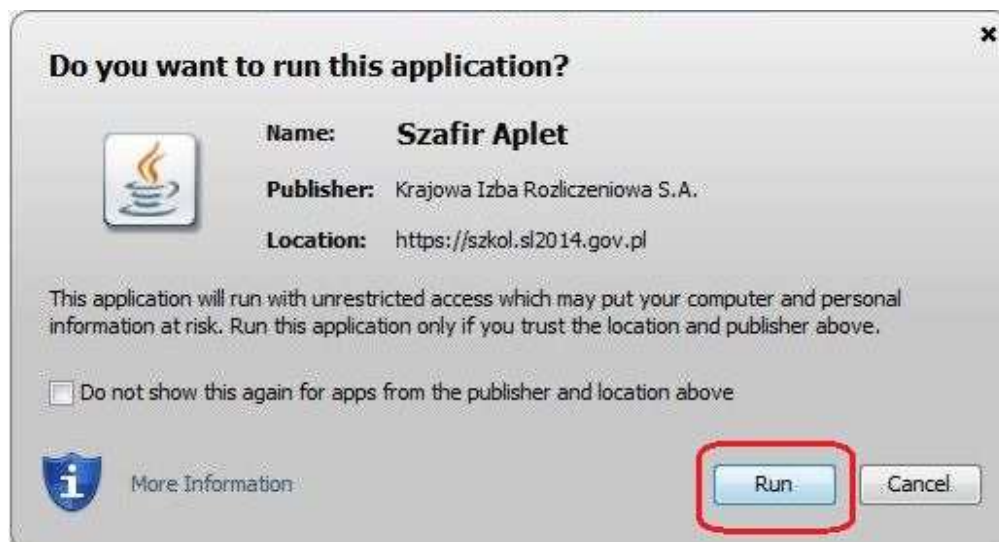 Do you want to run this application?
Name: Szafir Aplet
Publisher: Krajowa Izba Rozliczeniowa S.A.
Location: https://szkol.sl2014.gov.pl
This application will run with unrestricted access which may put your computer and personal
information at risk. Run this application only if you trust the location and publisher above.
Do not show this again for apps from the publisher and location above
More Information
Run Cancel